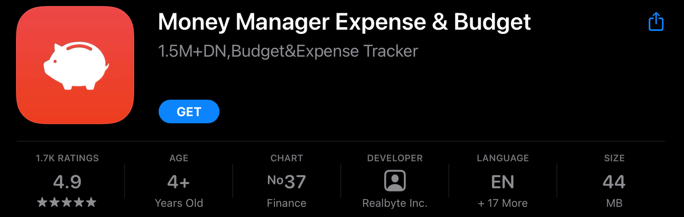 Money Manager Expense & Budget
1.5M+DN,Budget&Expense Tracker
GET
1.7K RATINGS
4.9
★★★★★
AGE
4+
Years Old
CHART
No37
Finance
DEVELOPER
Realbyte Inc.
LANGUAGE
EN
+ 17 More
SIZE
44
MB